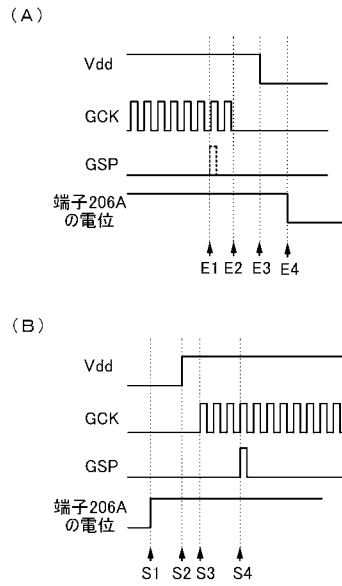 (A)
Vdd
GCK
GSP
端子206A
の電位
E1 E2 E3 E4
(B)
Vdd
GCK
GSP
端子206A
の電位
S1 S2 S3 S4